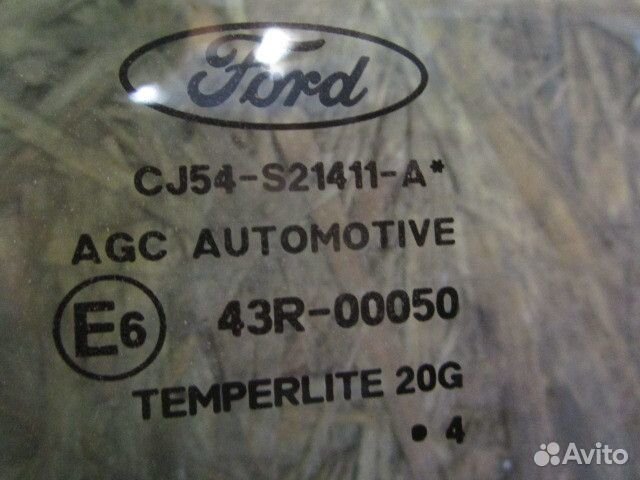 Ford
CJ54-S21411-A*
AGC AUTOMOTIVE
E6 43R-00050
TEMPERLITE 20G
• 4
Avito